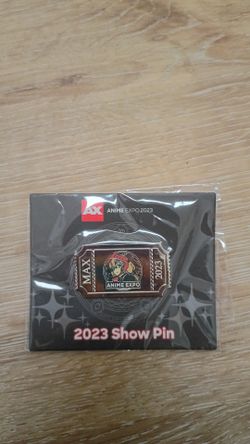 AX ANIME EXPO 2023
MAX
ANIME EXPO
2023
2023 Show Pin